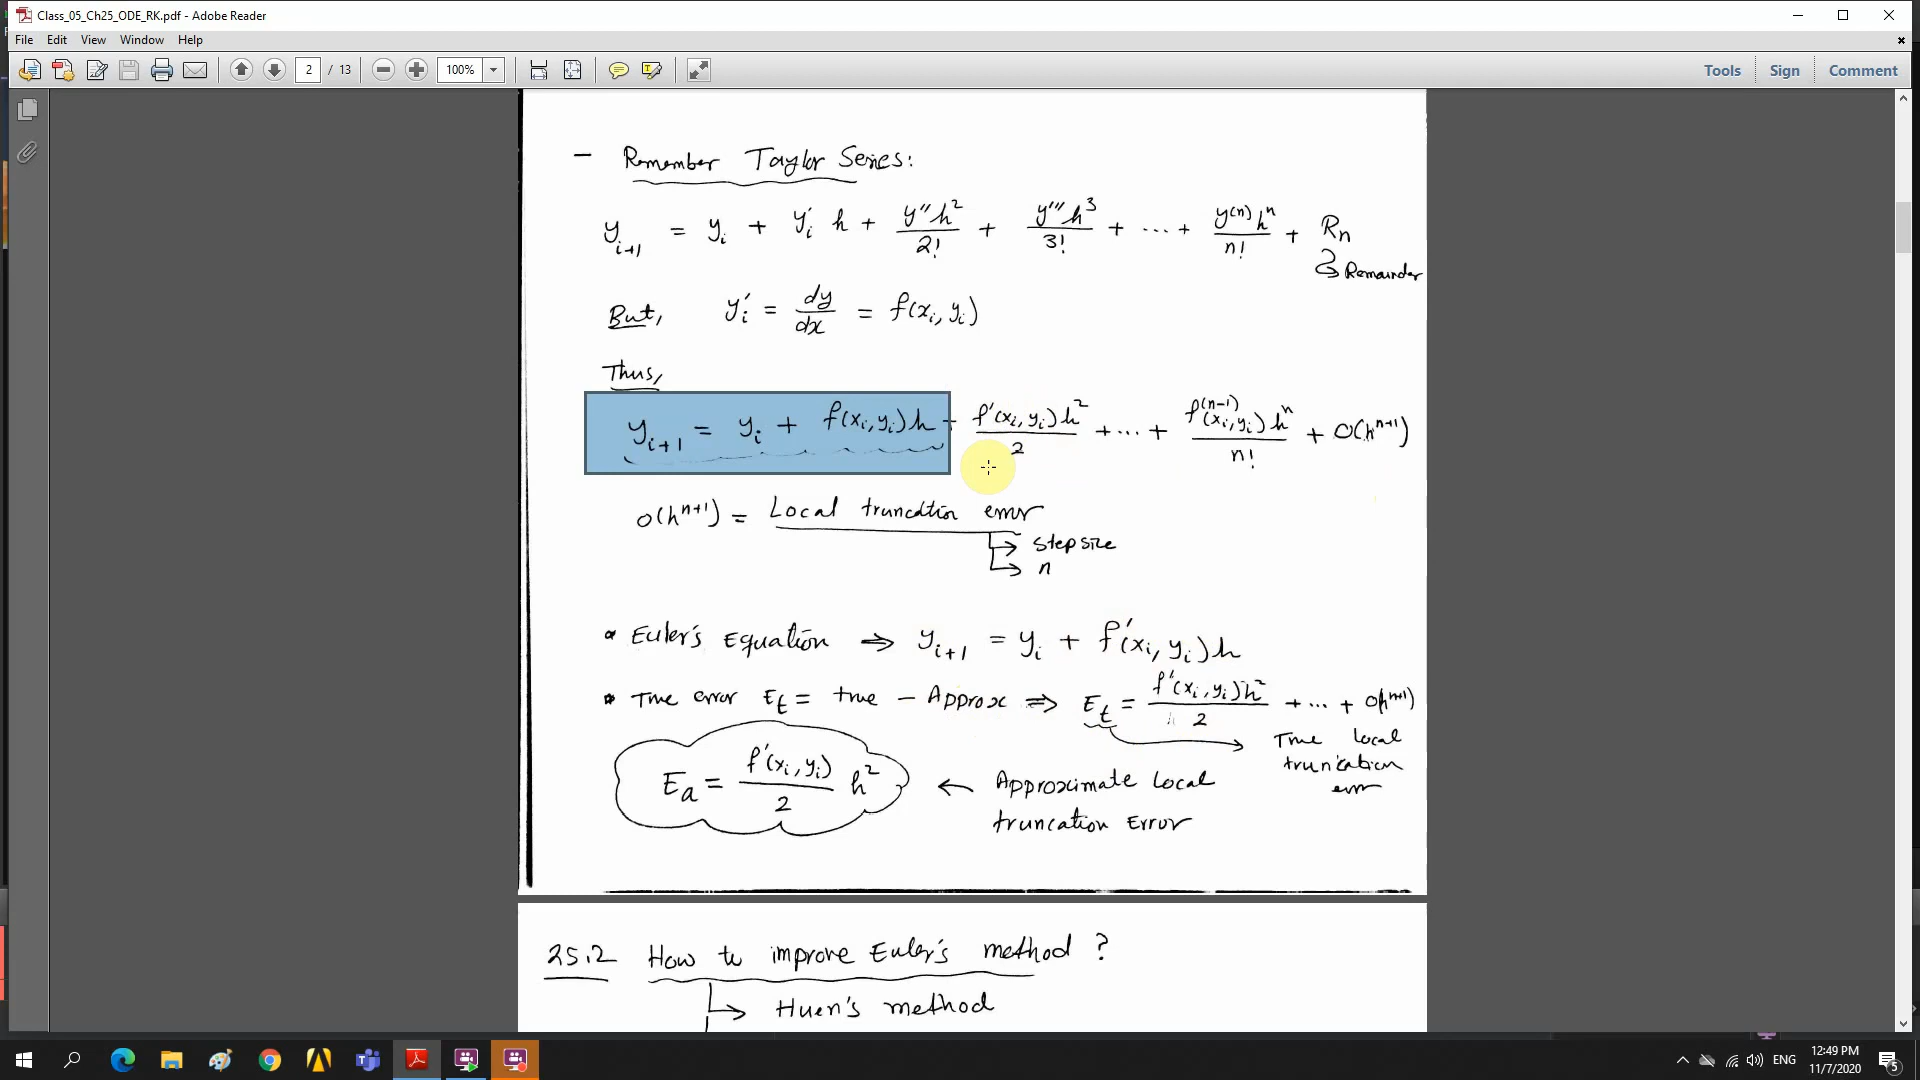 Class_05_Ch25_ODE_RK.pdf - Adobe Reader
File Edit View Window Help
2 / 13 100% Tools Sign Comment
- Remember Taylor Series:
y_{i+1} = y_i + y_i' h + y''h^2/2! + y'''h^3/3! + ... + y^{(n)}h^n/n! + R_n
Remainder
But, y_i' = dy/dx = f(x_i, y_i)
Thus,
y_{i+1} = y_i + f(x_i, y_i)h + f'(x_i, y_i)h^2/2 + ... + f^{(n-1)}(x_i, y_i)h^n/n! + O(h^{n+1})
O(h^{n+1}) = Local truncation error
→ Step size
→ n
• Euler's Equation ⇒ y_{i+1} = y_i + f'(x_i, y_i)h
• True error E_t = true - Approx ⇒ E_t = f'(x_i, y_i)h^2/2 + ... + O(h^{n+1})
True local
truncation
error
E_a = f'(x_i, y_i)/2 h^2 ← Approximate Local
truncation Error
25.2 How to improve Euler's method ?
→ Huen's method
ENG
12:49 PM
11/7/2020
5